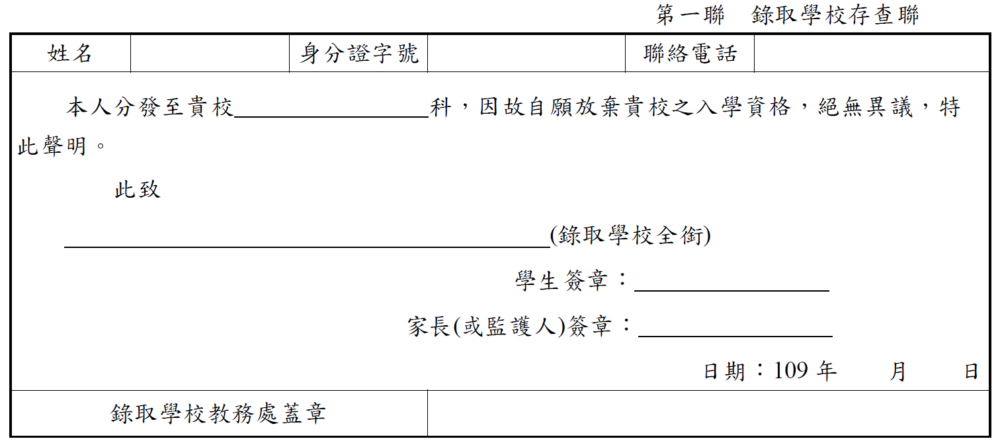 第一聯　錄取學校存查聯
姓名　身分證字號　聯絡電話
本人分發至貴校＿＿＿＿＿＿＿＿科，因故自願放棄貴校之入學資格，絕無異議，特
此聲明。
此致
＿＿＿＿＿＿＿＿＿＿＿＿＿＿＿＿＿＿＿＿(錄取學校全銜)
學生簽章：＿＿＿＿＿＿＿＿
家長(或監護人)簽章：＿＿＿＿＿＿＿＿
日期：109 年　　月　　日
錄取學校教務處蓋章